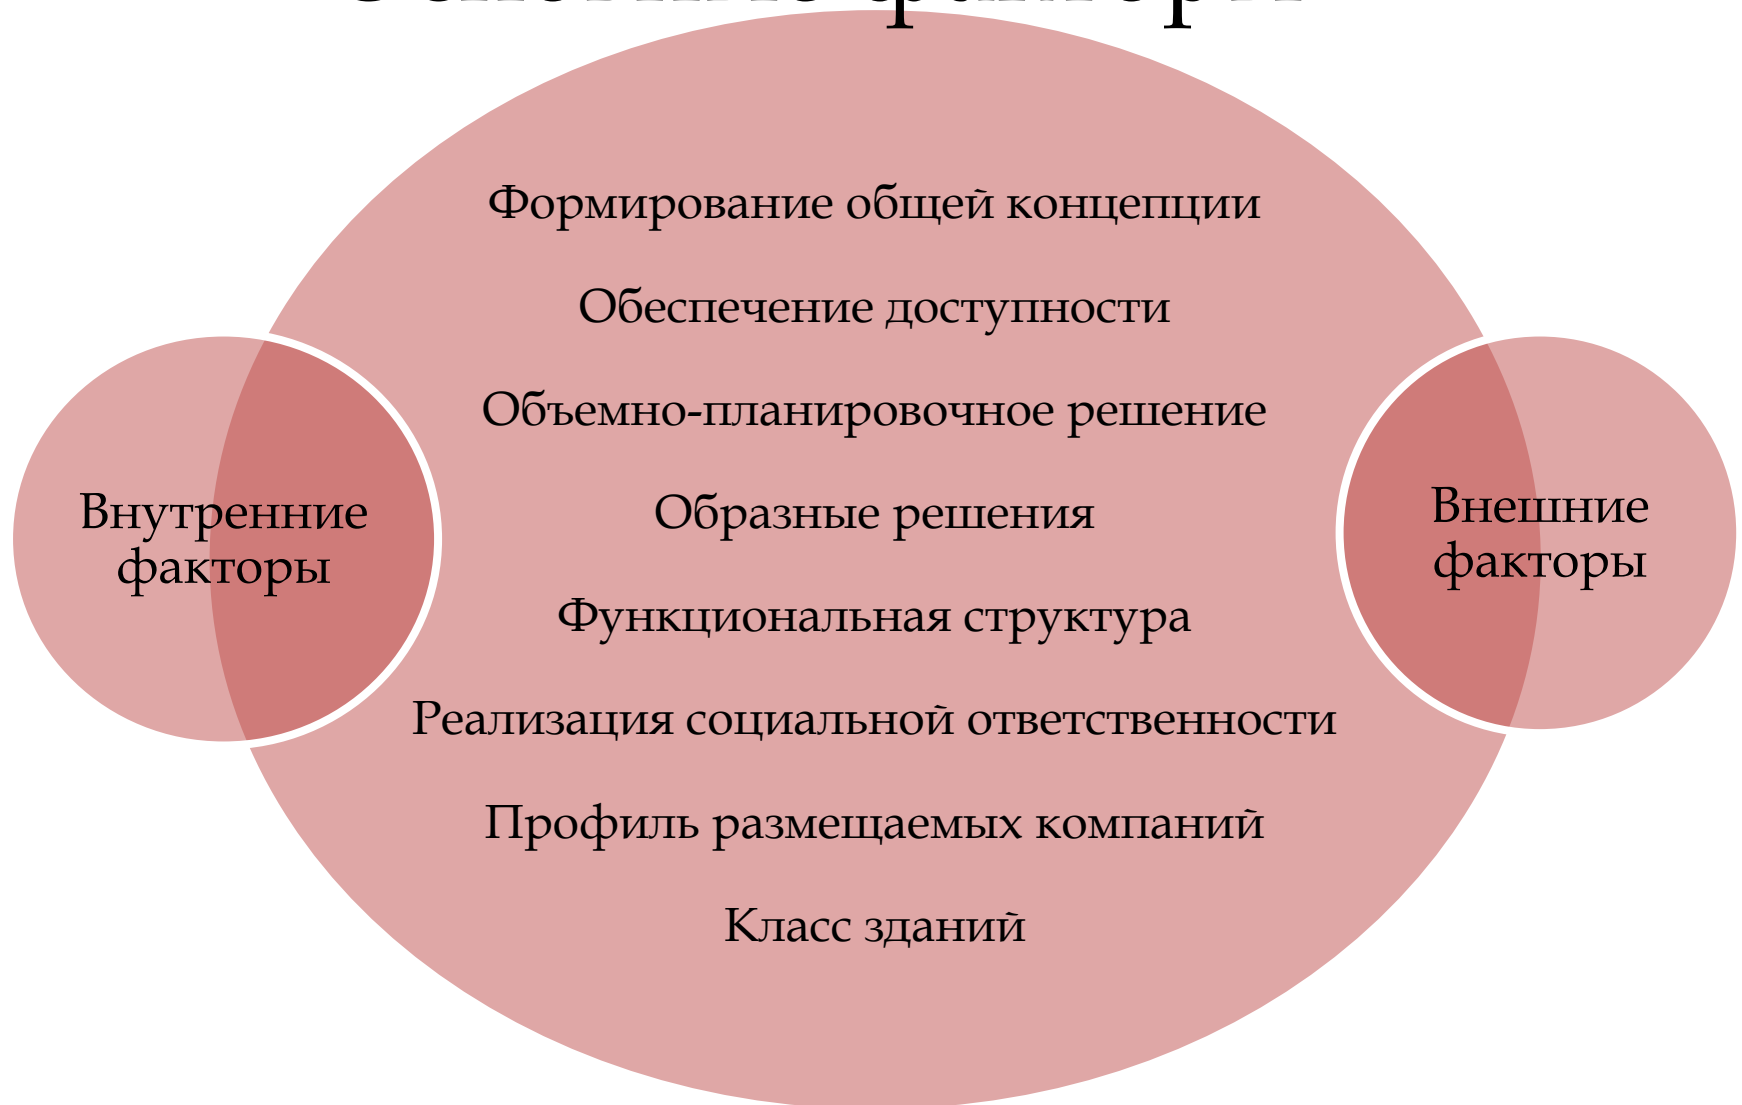 Формирование общей концепции
Обеспечение доступности
Объемно-планировочное решение
Образные решения
Функциональная структура
Реализация социальной ответственности
Профиль размещаемых компаний
Класс зданий
Внутренние
факторы
Внешние
факторы